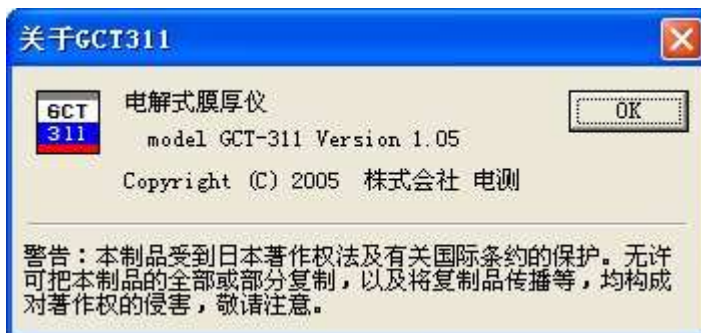 关于GCT311
GCT
311
电解式膜厚仪
OK
model GCT-311 Version 1.05
Copyright (C) 2005 株式会社 电测
警告：本制品受到日本著作权法及有关国际条约的保护。无许
可把本制品的全部或部分复制，以及将复制品传播等，均构成
对著作权的侵害，敬请注意。